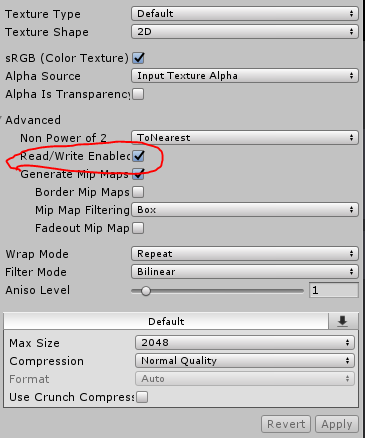 Texture Type Default
Texture Shape 2D
sRGB (Color Texture)
Alpha Source Input Texture Alpha
Alpha Is Transparency
Advanced
Non Power of 2 ToNearest
Read/Write Enabled
Generate Mip Maps
Border Mip Maps
Mip Map Filtering Box
Fadeout Mip Map
Wrap Mode Repeat
Filter Mode Bilinear
Aniso Level 1
Default
Max Size 2048
Compression Normal Quality
Format Auto
Use Crunch Compress
Revert Apply